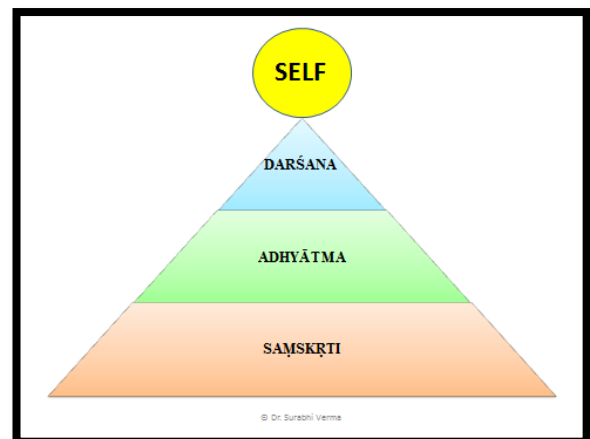 SELF
DARŚANA
ADHYĀTMA
SAṂSKṚTI
© Dr. Surabhi Verma